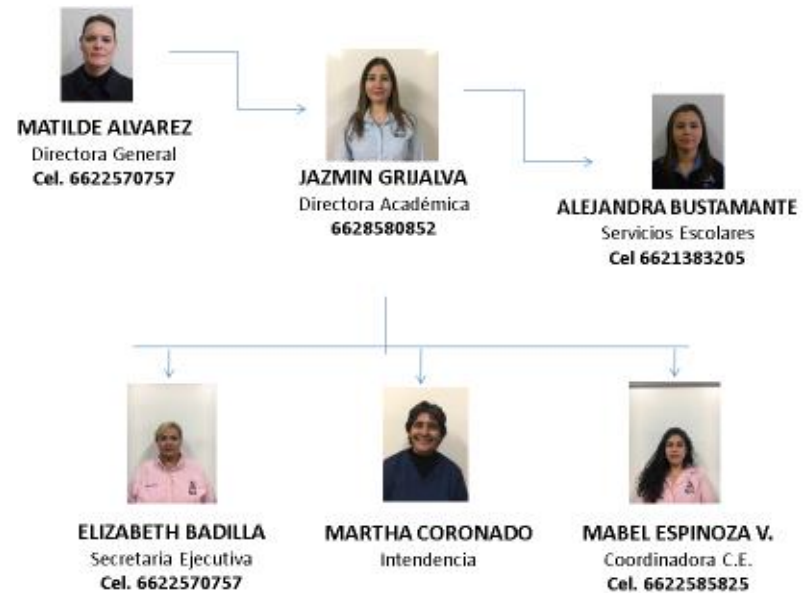 MATILDE ALVAREZ
Directora General
Cel. 6622570757
JAZMIN GRIJALVA
Directora Académica
6628580852
ALEJANDRA BUSTAMANTE
Servicios Escolares
Cel 6621383205
ELIZABETH BADILLA
Secretaria Ejecutiva
Cel. 6622570757
MARTHA CORONADO
Intendencia
MABEL ESPINOZA V.
Coordinadora C.E.
Cel. 6622585825